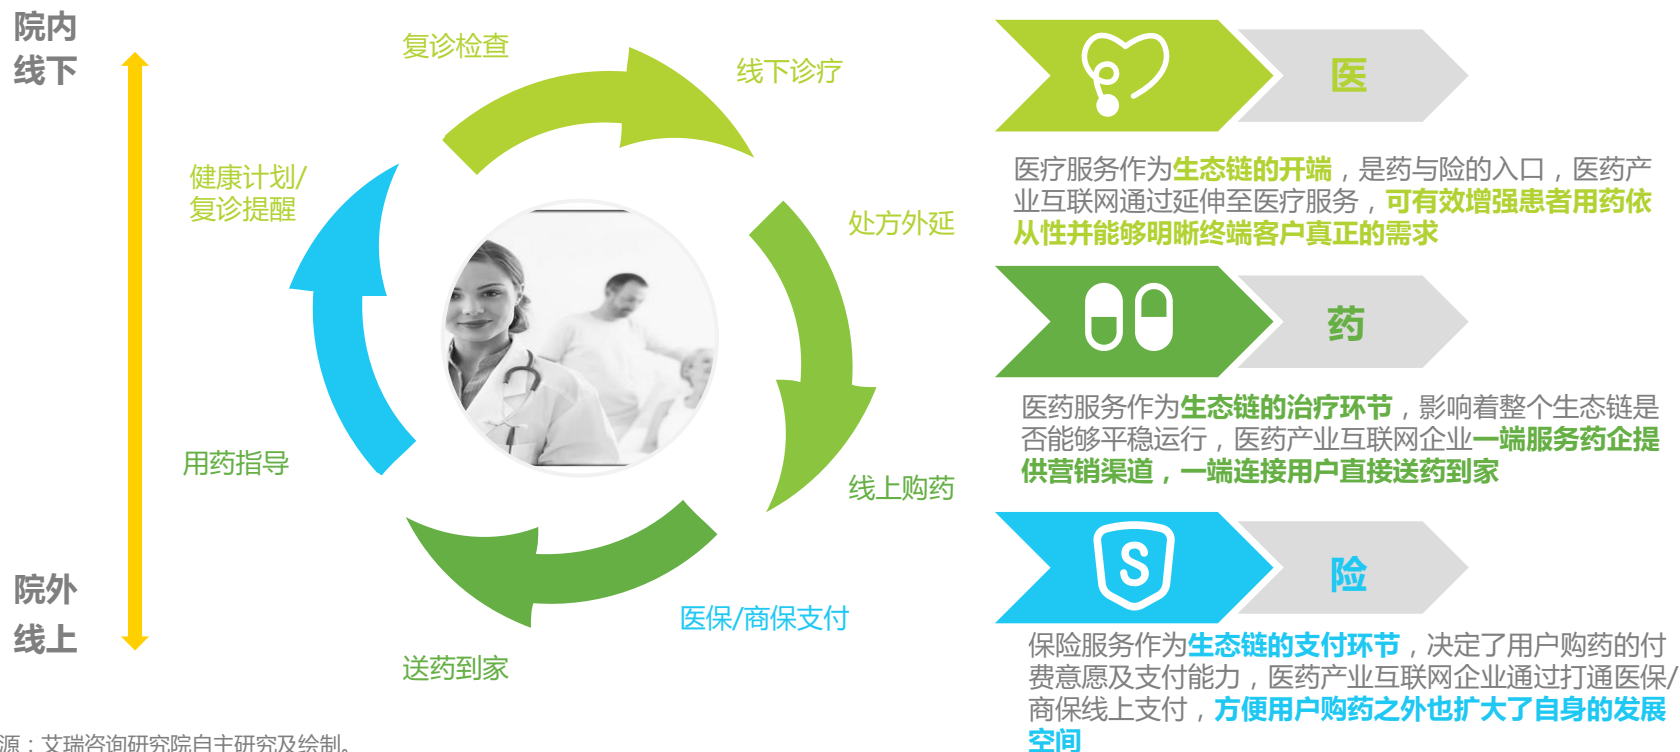 院内
线下
复诊检查
线下诊疗
健康计划/
复诊提醒
处方外延
用药指导
线上购药
医保/商保支付
送药到家
院外
线上
医
医疗服务作为生态链的开端，是药与险的入口，医药产
业互联网通过延伸至医疗服务，可有效增强患者用药依
从性并能够明晰终端客户真正的需求
药
医药服务作为生态链的治疗环节，影响着整个生态链是
否能够平稳运行，医药产业互联网企业一端服务药企提
供营销渠道，一端连接用户直接送药到家
险
保险服务作为生态链的支付环节，决定了用户购药的付
费意愿及支付能力，医药产业互联网企业通过打通医保/
商保线上支付，方便用户购药之外也扩大了自身的发展
空间
源：艾瑞咨询研究院自主研究及绘制。